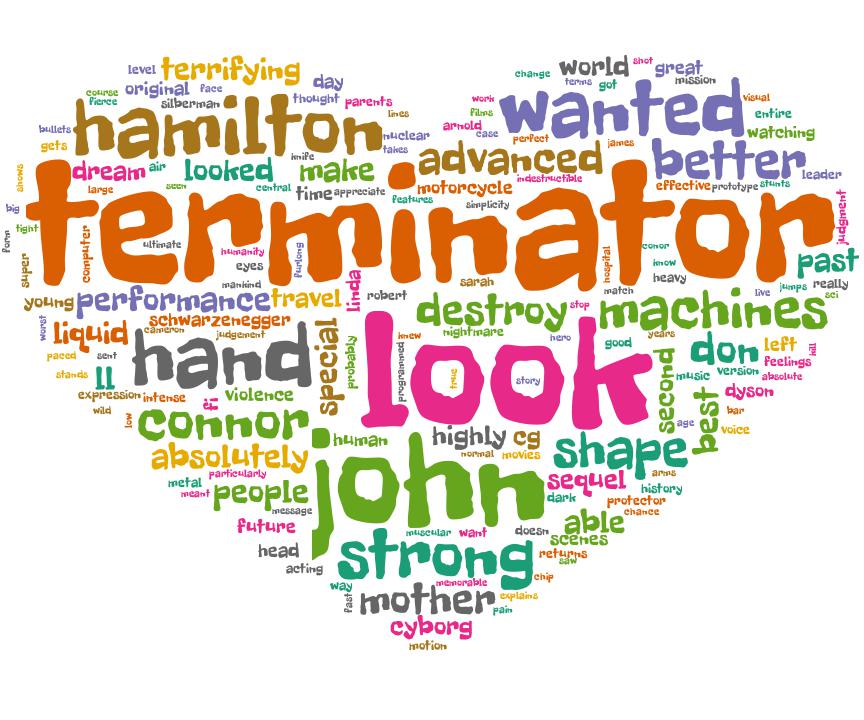 level
terrifying
day
world
shot
great
change
mission
terms
got
course
original
face
fierce
silberman
thought
parents
lines
hamilton
bullets
gets
nuclear
takes
knife
work
films
arnold
case
wanted
visual
entire
watching
perfect
james
advanced
better
leader
shows
dream
air
looked
make
large
seen
central
time
appreciate
motorcycle
features
indestructible
simplicity
effective
prototype
stunts
judgment
big
tight
form
terminator
super
computer
ultimate
humanity
eyes
mankind
furlong
hospital
conor
know
heavy
past
really
live
jumps
sci
young
performance
travel
linda
robert
sarah
match
destroy
stop
machines
worst
liquid
schwarzenegger
cameron
judgement
paced
sent
ll
stands
expression
intense
wild
low
fi
violence
hand
special
probably
programmed
knew
nightmare
look
true
story
hero
good
years
second
don
left
feelings
kill
music
version
absolute
dyson
best
age
bar
voice
connor
human
highly
cg
normal
movies
shape
arms
absolutely
particularly
metal
meant
people
message
john
sequel
history
dark
protector
chance
future
muscular
want
doesn
able
scenes
head
acting
strong
returns
saw
chip
way
memorable
fast
mother
explains
pain
cyborg
motion